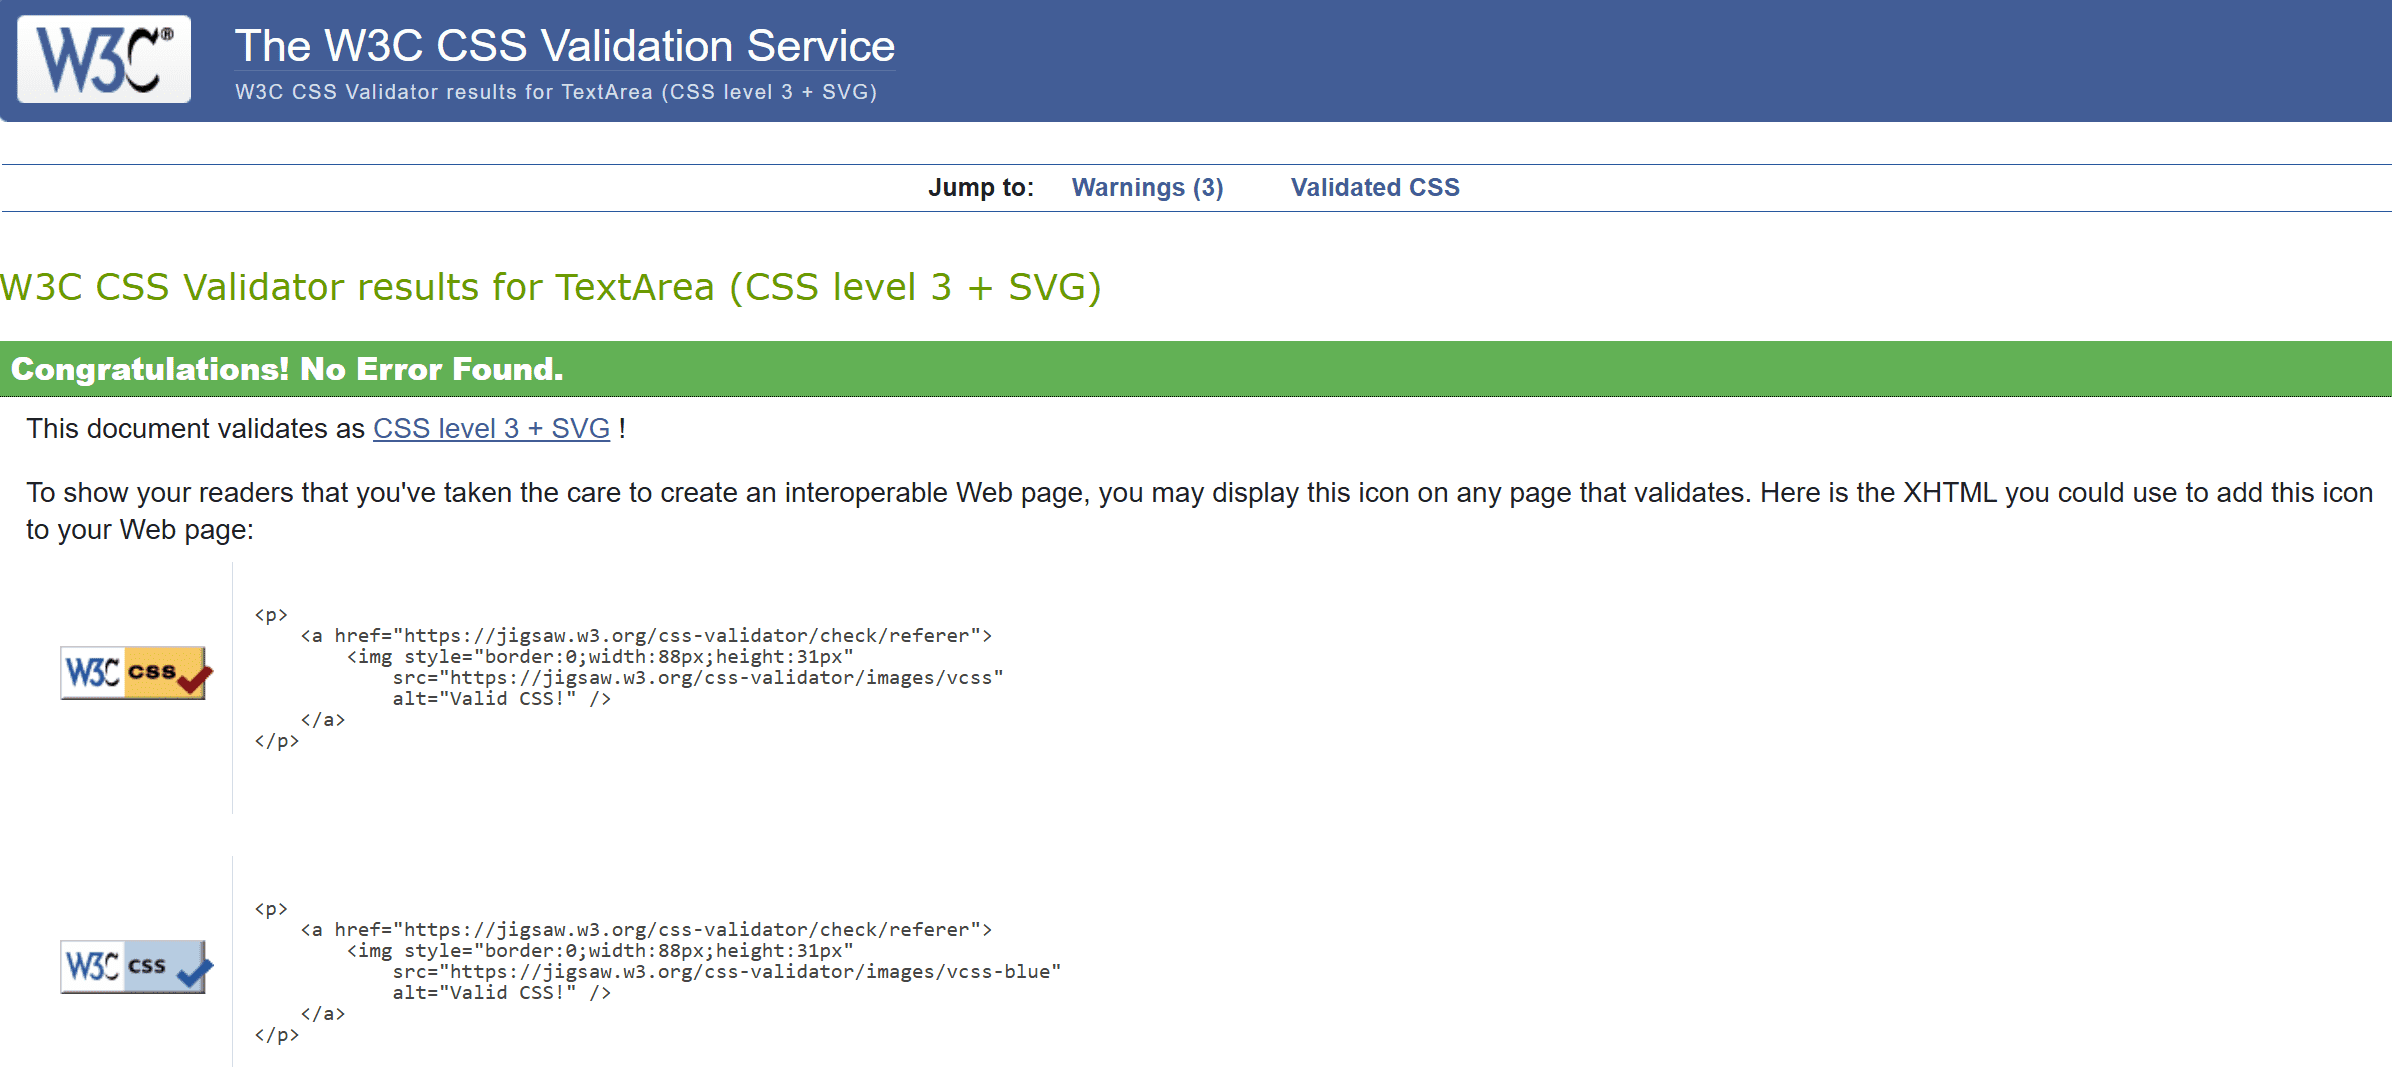 W3C®
The W3C CSS Validation Service
W3C CSS Validator results for TextArea (CSS level 3 + SVG)
Jump to: Warnings (3) Validated CSS
W3C CSS Validator results for TextArea (CSS level 3 + SVG)
Congratulations! No Error Found.
This document validates as CSS level 3 + SVG !
To show your readers that you've taken the care to create an interoperable Web page, you may display this icon on any page that validates. Here is the XHTML you could use to add this icon
to your Web page:
W3C css
<p>
    <a href="https://jigsaw.w3.org/css-validator/check/referer">
        <img style="border:0;width:88px;height:31px"
            src="https://jigsaw.w3.org/css-validator/images/vcss"
            alt="Valid CSS!" />
    </a>
</p>
W3C css
<p>
    <a href="https://jigsaw.w3.org/css-validator/check/referer">
        <img style="border:0;width:88px;height:31px"
            src="https://jigsaw.w3.org/css-validator/images/vcss-blue"
            alt="Valid CSS!" />
    </a>
</p>